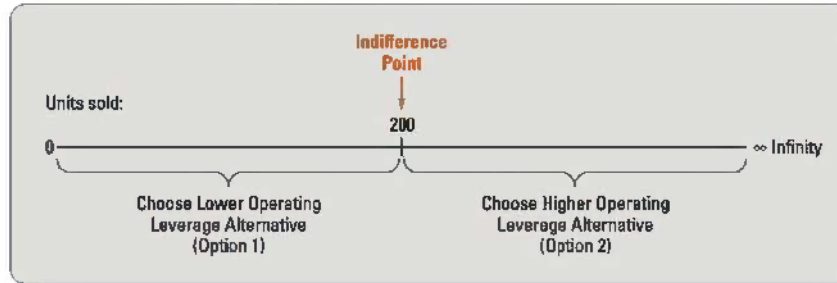 Indifference
Point
Units sold:
200
0
∞ Infinity
Choose Lower Operating
Leverage Alternative
(Option 1)
Choose Higher Operating
Leverage Alternative
(Option 2)